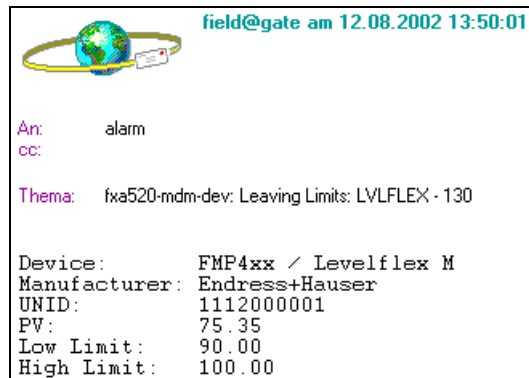 field@gate am 12.08.2002 13:50:01
An: alarm
cc:
Thema: fxa520-mdm-dev: Leaving Limits: LVLFLEX - 130
Device: FMP4xx / Levelflex M
Manufacturer: Endress+Hauser
UNID: 1112000001
PV: 75.35
Low Limit: 90.00
High Limit: 100.00